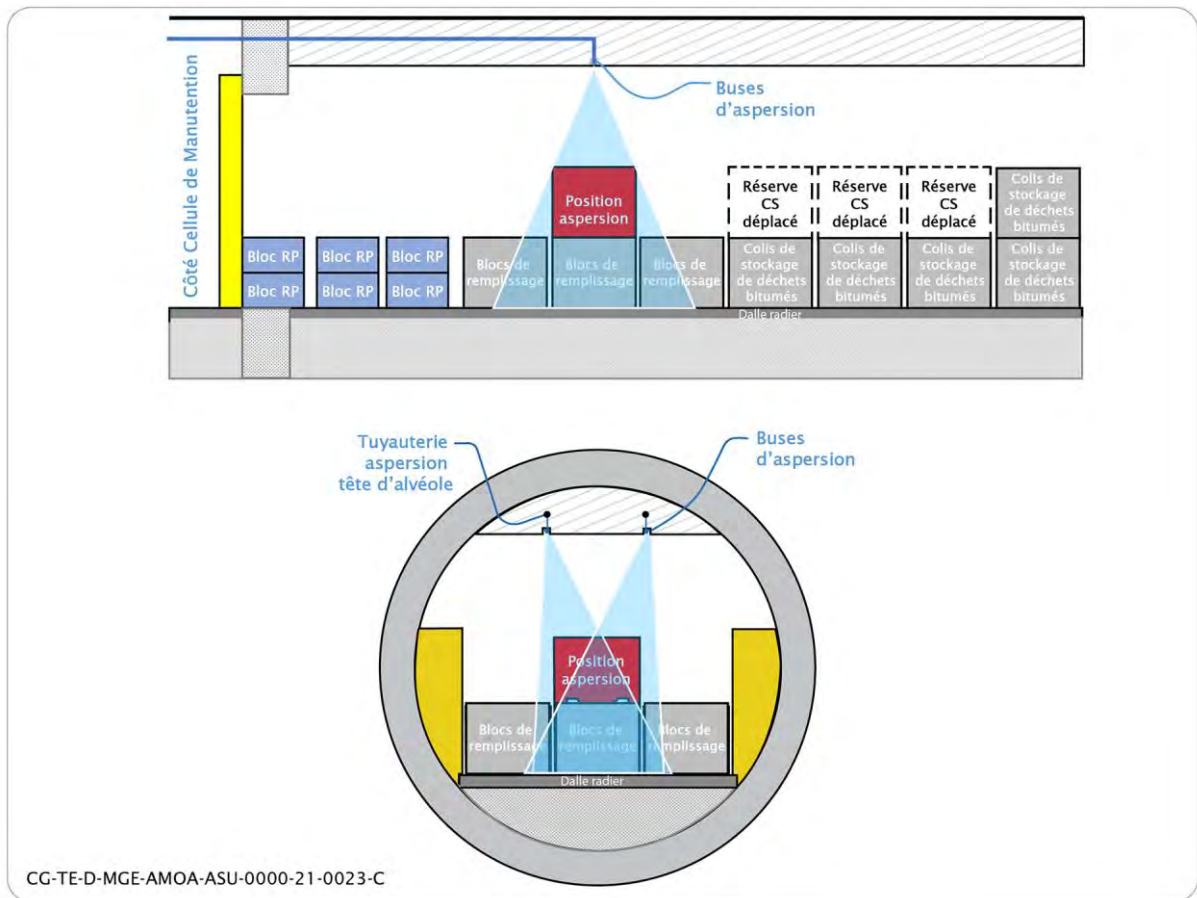 Côté Cellule de Manutention
Buses
d'aspersion
Position
aspersion
Réserve
CS
déplacé
Réserve
CS
déplacé
Réserve
CS
déplacé
Colis de
stockage
de déchets
bitumés
Bloc RP
Bloc RP
Bloc RP
Bloc RP
Bloc RP
Bloc RP
Blocs de
remplissage
Blocs de
remplissage
Blocs de
remplissage
Colis de
stockage
de déchets
bitumés
Colis de
stockage
de déchets
bitumés
Colis de
stockage
de déchets
bitumés
Colis de
stockage
de déchets
bitumés
Dalle radier
Tuyauterie
aspersion
tête d'alvéole
Buses
d'aspersion
Position
aspersion
Blocs de
remplissage
Blocs de
remplissage
Blocs de
remplissage
Dalle radier
CG-TE-D-MGE-AMOA-ASU-0000-21-0023-C